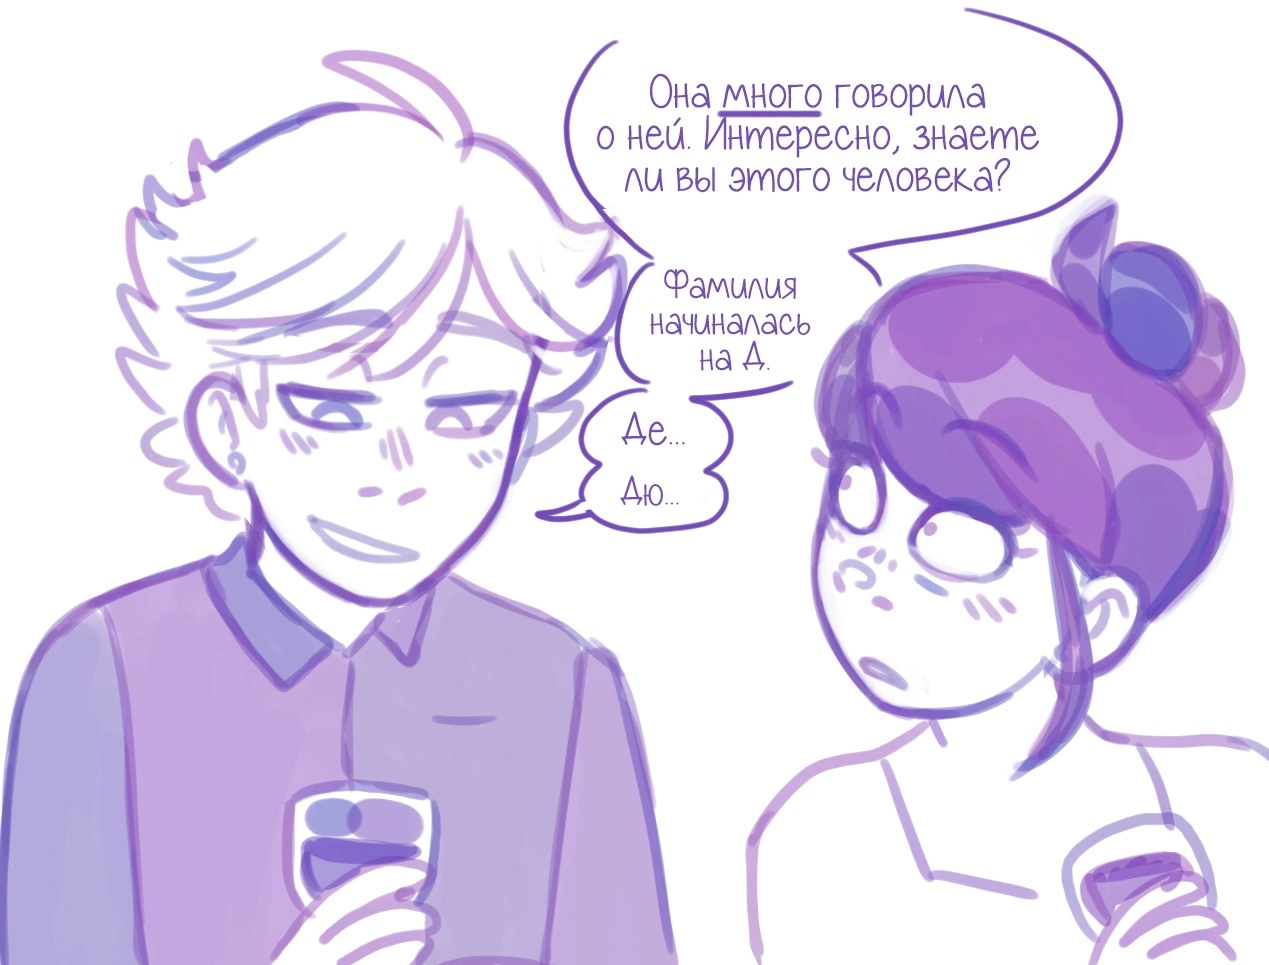 Она много говорила
о ней. Интересно, знаете
ли вы этого человека?
Фамилия
начиналась
на Д.
Де...
Дю...